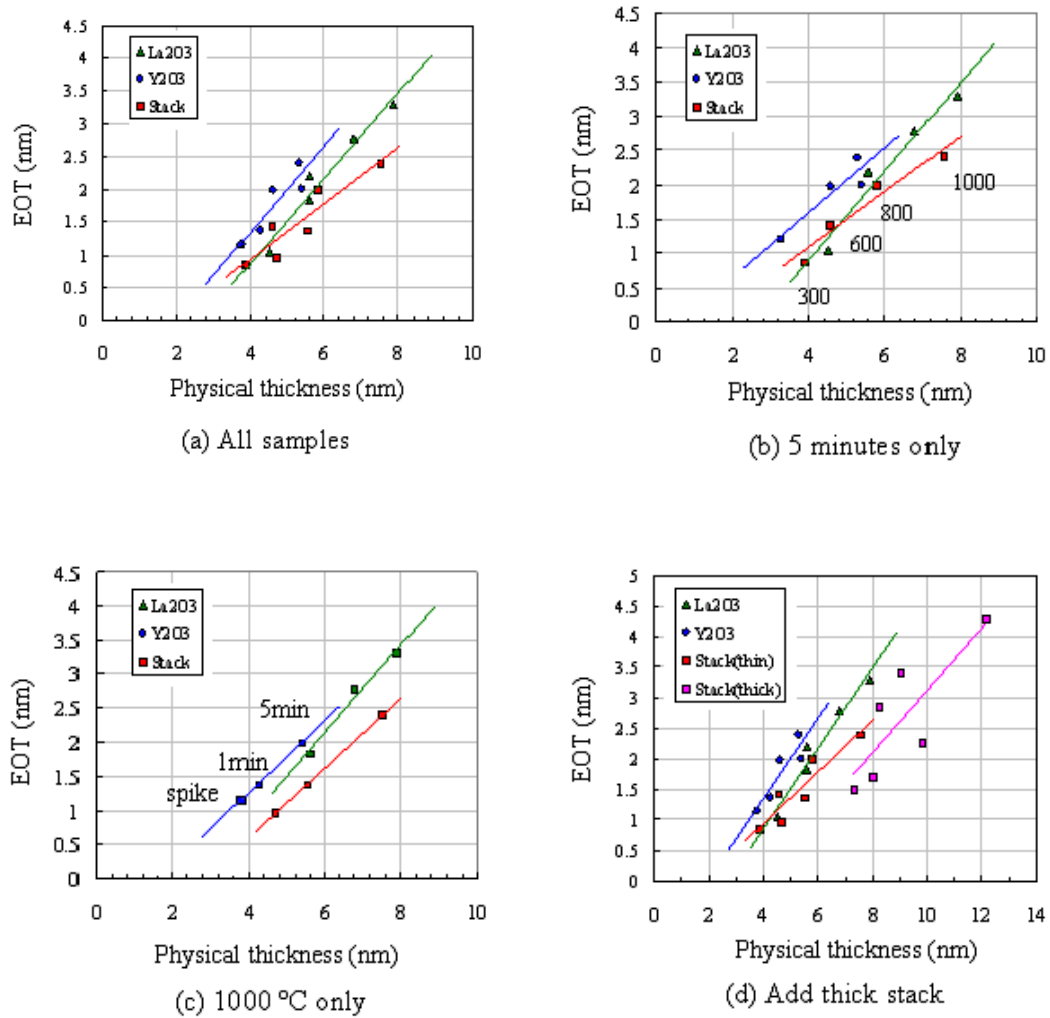 4.5
4
3.5
3
2.5
2
1.5
1
0.5
0
EOT (nm)
La2O3
Y2O3
Stack
0 2 4 6 8 10
Physical thickness (nm)
(a) All samples
4.5
4
3.5
3
2.5
2
1.5
1
0.5
0
EOT (nm)
La2O3
Y2O3
Stack
1000
800
600
300
0 2 4 6 8 10
Physical thickness (nm)
(b) 5 minutes only
4.5
4
3.5
3
2.5
2
1.5
1
0.5
0
EOT (nm)
La2O3
Y2O3
Stack
5min
1min
spike
0 2 4 6 8 10
Physical thickness (nm)
(c) 1000 ºC only
5
4.5
4
3.5
3
2.5
2
1.5
1
0.5
0
EOT (nm)
La2O3
Y2O3
Stack(thin)
Stack(thick)
0 2 4 6 8 10 12 14
Physical thickness (nm)
(d) Add thick stack